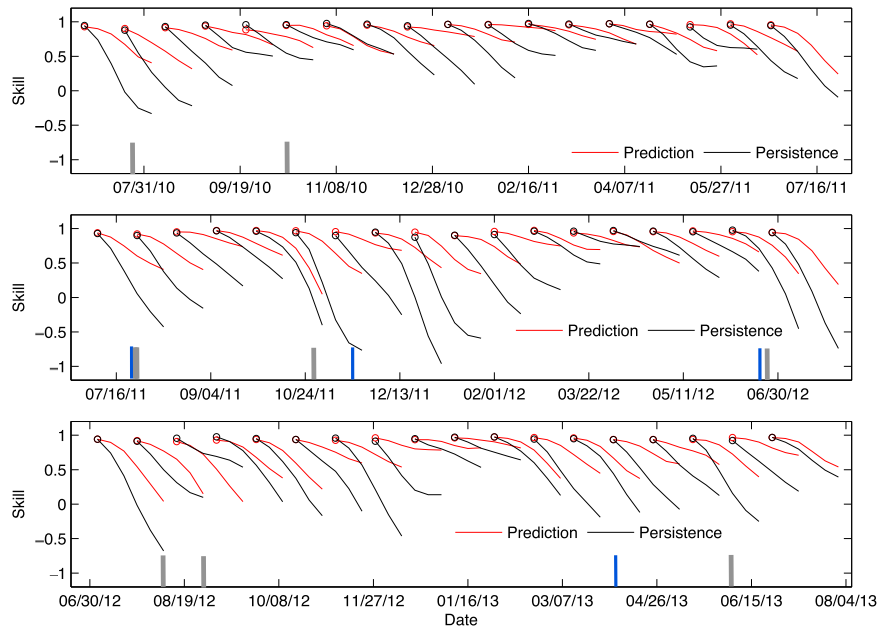 1
0.5
Skill
0
−0.5
−1
Prediction
Persistence
07/31/10 09/19/10 11/08/10 12/28/10 02/16/11 04/07/11 05/27/11 07/16/11
1
0.5
Skill
0
−0.5
Prediction
Persistence
−1
07/16/11 09/04/11 10/24/11 12/13/11 02/01/12 03/22/12 05/11/12 06/30/12
1
0.5
Skill
0
Prediction
Persistence
−0.5
−1
06/30/12 08/19/12 10/08/12 11/27/12 01/16/13 03/07/13 04/26/13 06/15/13 08/04/13
Date